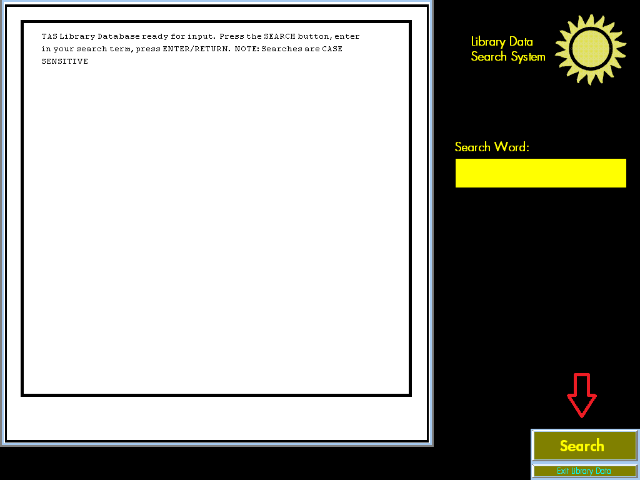 TAS Library Database ready for input. Press the SEARCH button, enter
in your search term, press ENTER/RETURN. NOTE: Searches are CASE
SENSITIVE
Library Data
Search System
Search Word:
Search
Exit Library Data